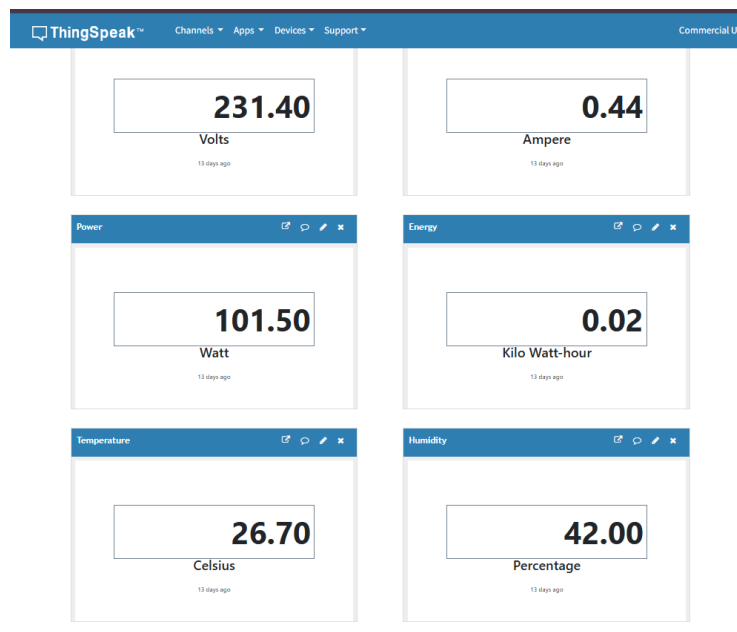 ThingSpeak™ Channels Apps Devices Support Commercial U
231.40 0.44
Volts Ampere
13 days ago 13 days ago
Power Energy
101.50 0.02
Watt Kilo Watt-hour
13 days ago 13 days ago
Temperature Humidity
26.70 42.00
Celsius Percentage
13 days ago 13 days ago